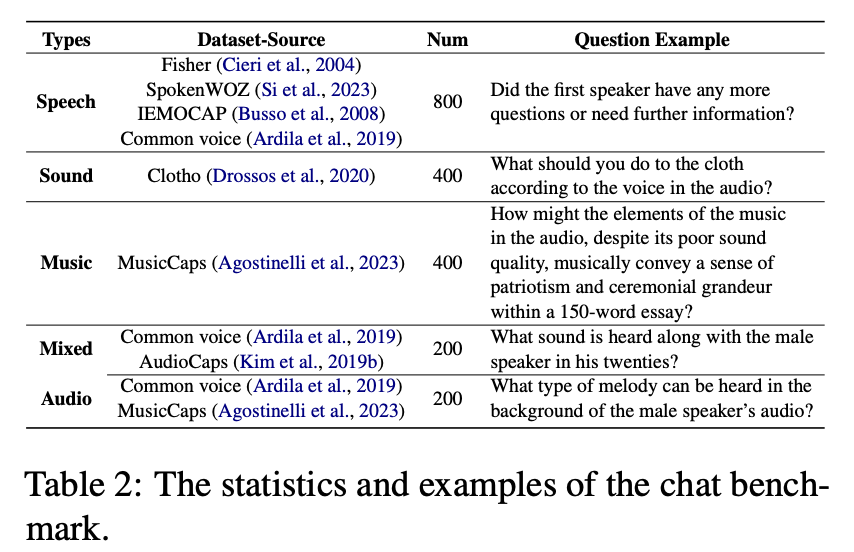 Types Dataset-Source Num Question Example
Speech
Fisher (Cieri et al., 2004)
SpokenWOZ (Si et al., 2023)
IEMOCAP (Busso et al., 2008)
Common voice (Ardila et al., 2019)
800
Did the first speaker have any more
questions or need further information?
Sound
Clotho (Drossos et al., 2020)
400
What should you do to the cloth
according to the voice in the audio?
Music
MusicCaps (Agostinelli et al., 2023)
400
How might the elements of the music
in the audio, despite its poor sound
quality, musically convey a sense of
patriotism and ceremonial grandeur
within a 150-word essay?
Mixed
Audio
Common voice (Ardila et al., 2019)
AudioCaps (Kim et al., 2019b)
200
What sound is heard along with the male
speaker in his twenties?
Common voice (Ardila et al., 2019)
MusicCaps (Agostinelli et al., 2023)
200
What type of melody can be heard in the
background of the male speaker's audio?
Table 2: The statistics and examples of the chat bench-
mark.